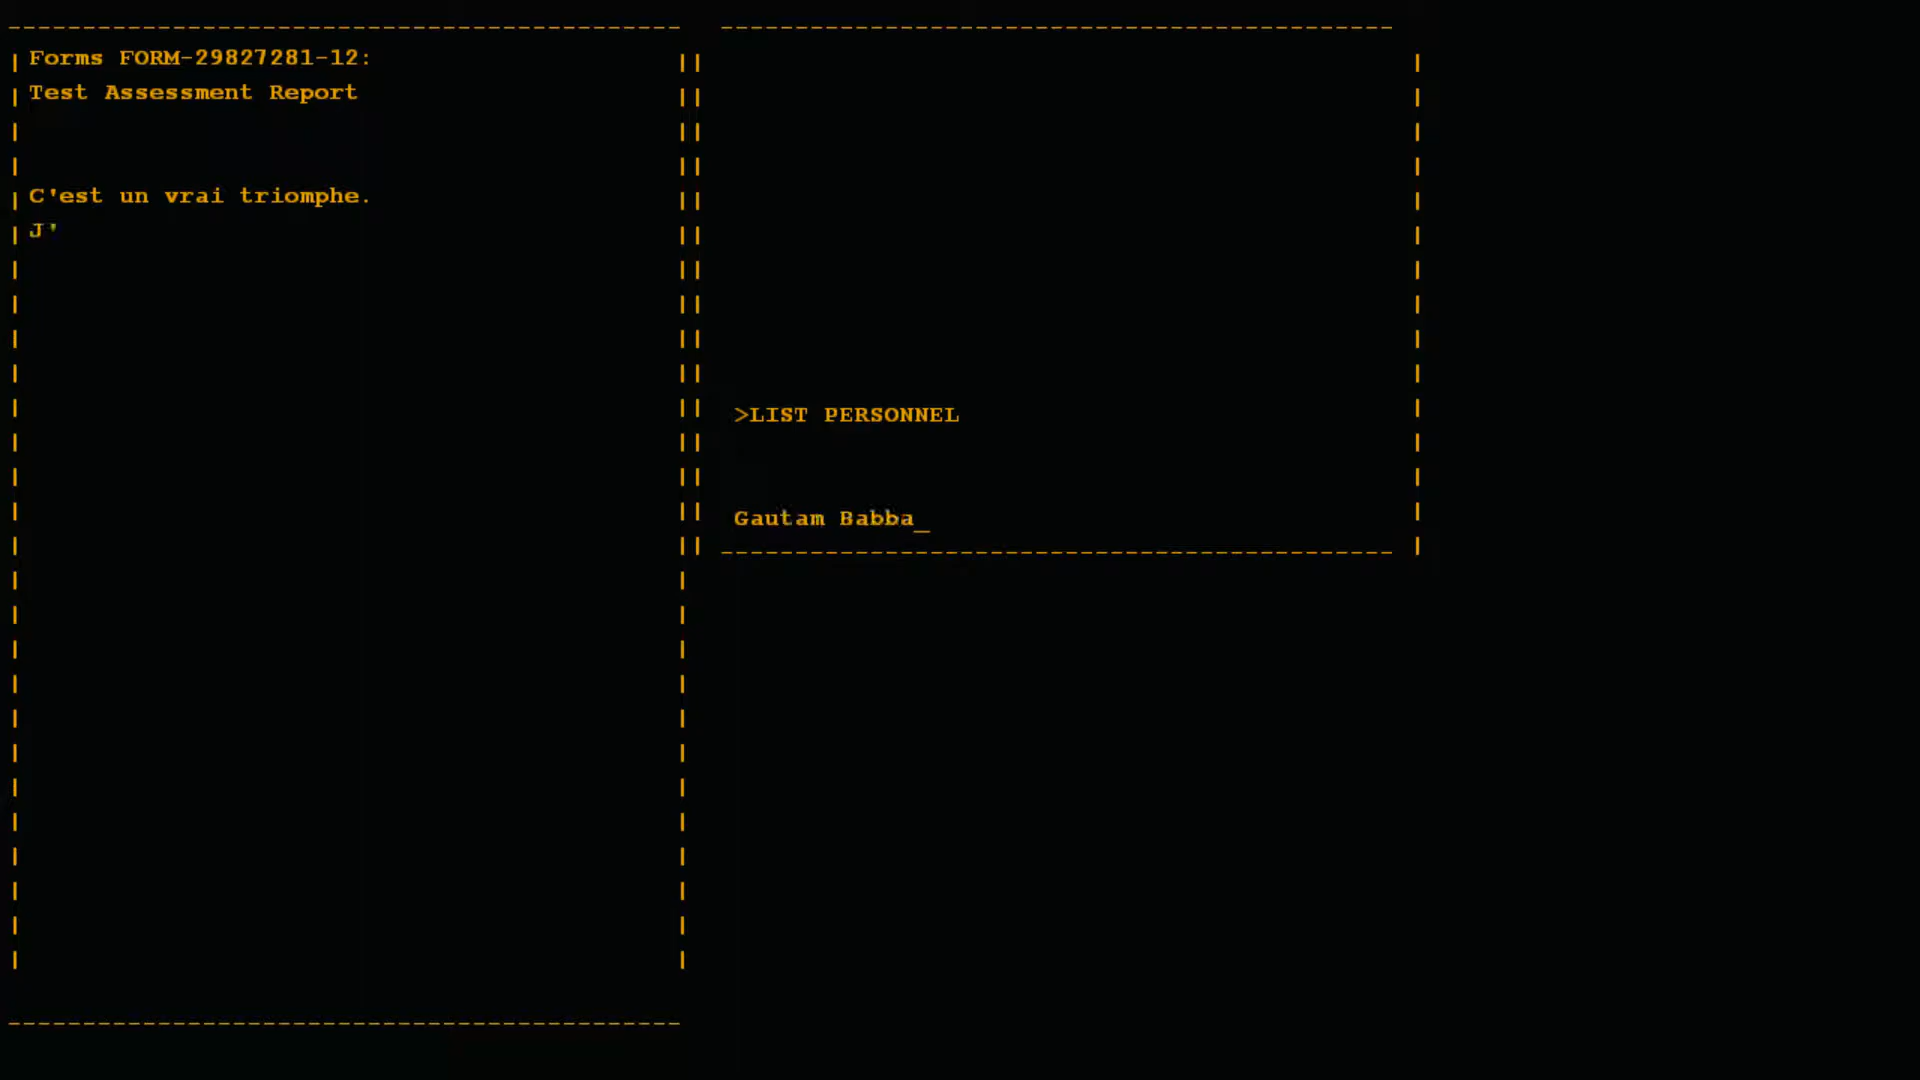 Forms FORM-29827281-12:
Test Assessment Report
C'est un vrai triomphe.
J'
>LIST PERSONNEL
Gautam Babba_